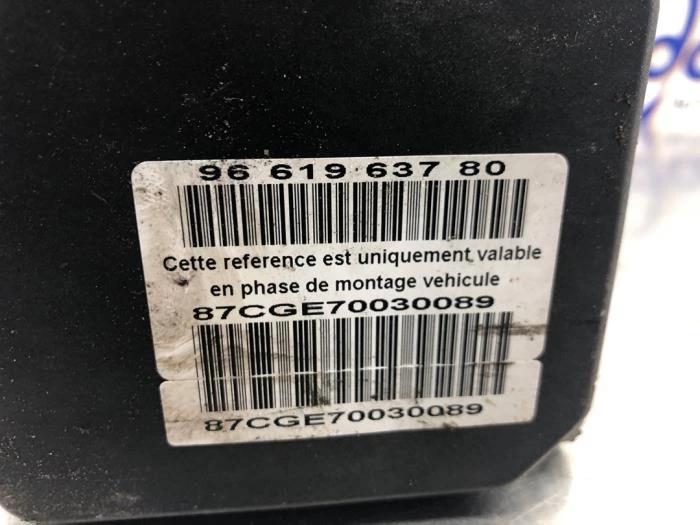 96 619 637 80
Cette reference est uniquement valable
en phase de montage vehicule
87CGE70030089
87CGE70030089